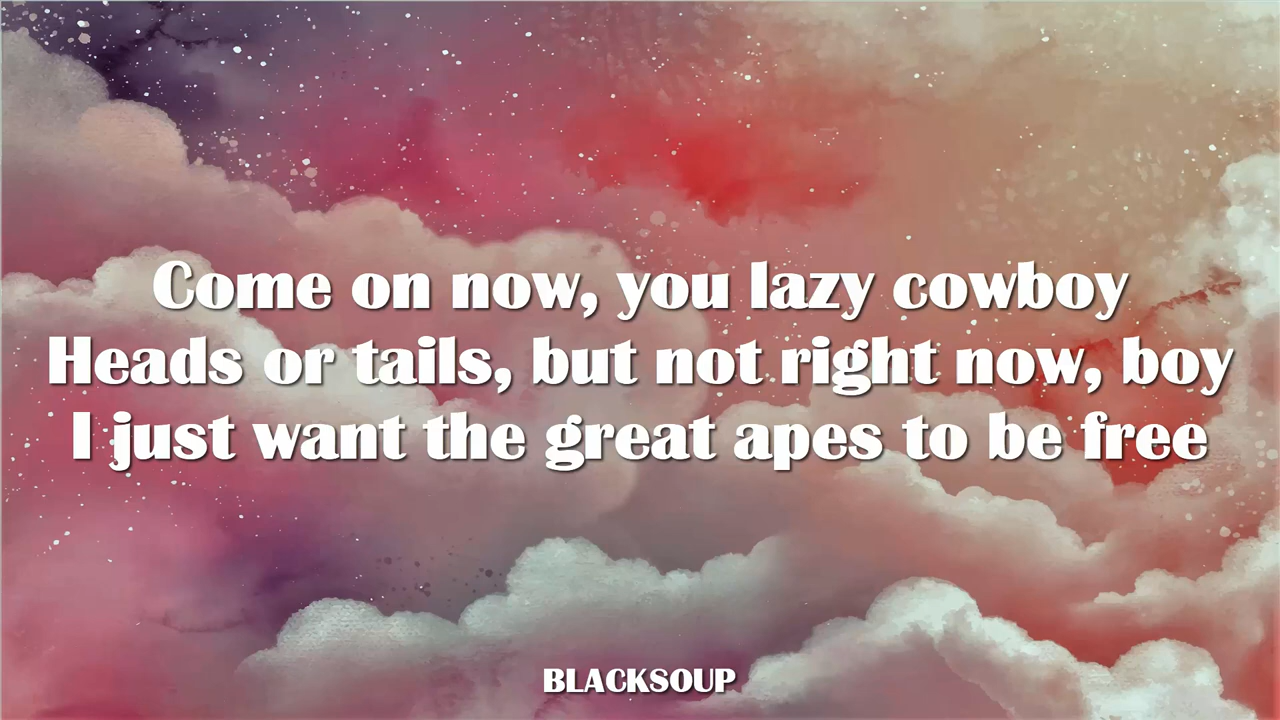 Come on now, you lazy cowboy
Heads or tails, but not right now, boy
I just want the great apes to be free
BLACKSOUP